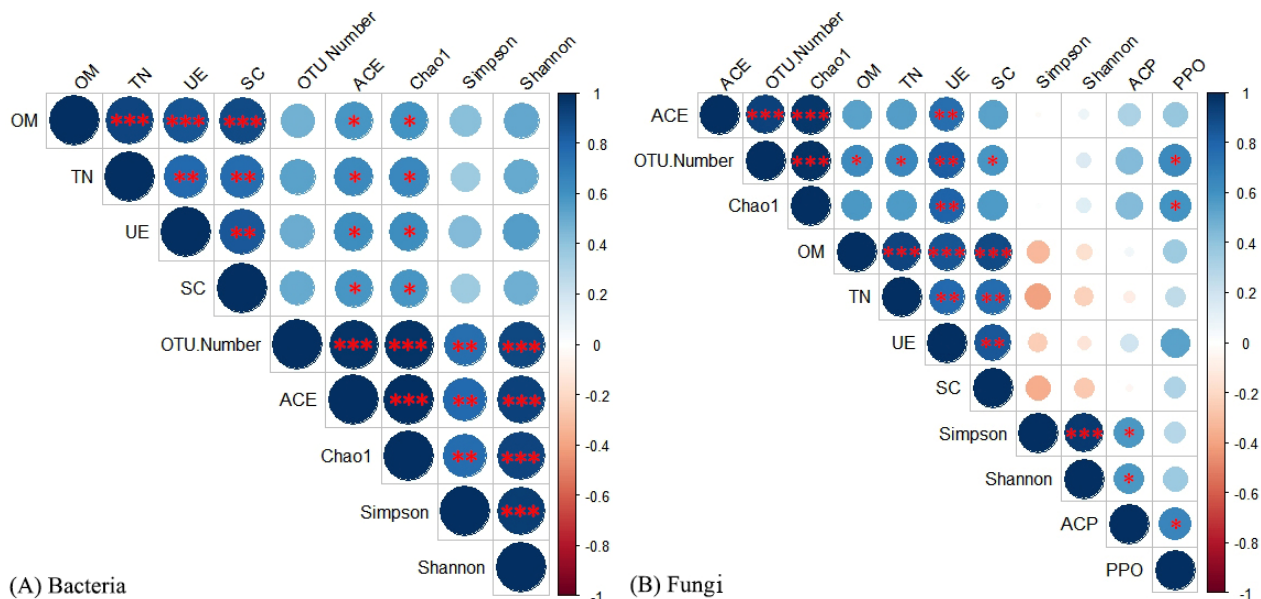 OM TN UE SC OTU Number ACE Chao1 Simpson Shannon
OM *** *** *** * *
TN ** ** * *
UE ** * *
SC * *
OTU.Number *** *** ** ***
ACE *** ** ***
Chao1 ** ***
Simpson ***
Shannon
1
0.8
0.6
0.4
0.2
0
-0.2
-0.4
-0.6
-0.8
-1
(A) Bacteria
ACE OTU.Number Chao1 OM TN UE SC Simpson Shannon ACP PPO
ACE *** *** **
OTU.Number *** * * ** * *
Chao1 ** *
OM *** *** ***
TN ** **
UE **
SC
Simpson *** *
Shannon *
ACP *
PPO
1
0.8
0.6
0.4
0.2
0
-0.2
-0.4
-0.6
-0.8
-1
(B) Fungi